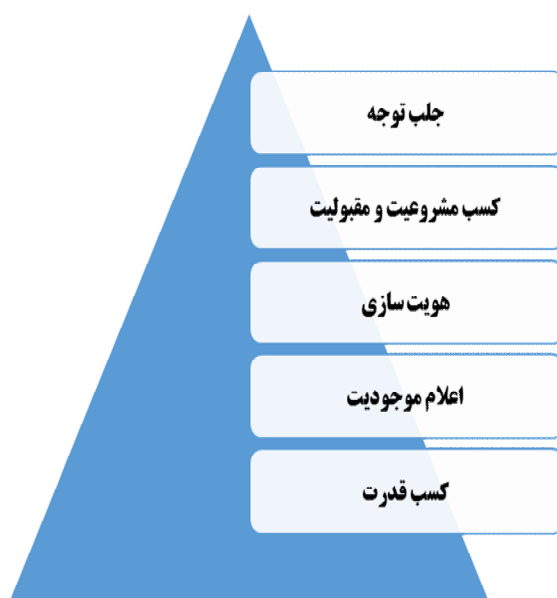 جلب توجه
کسب مشروعیت و مقبولیت
هویت سازی
اعلام موجودیت
کسب قدرت